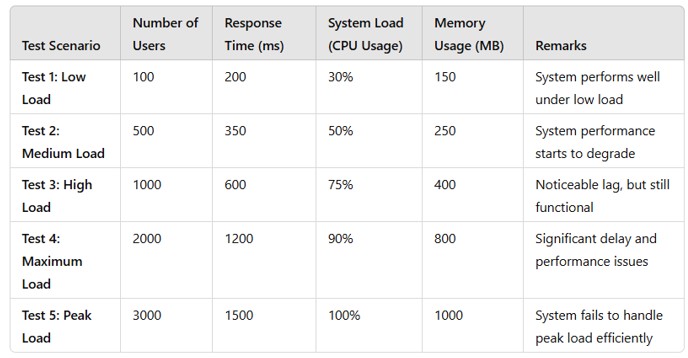 Test Scenario
Number of
Users
Response
Time (ms)
System Load
(CPU Usage)
Memory
Usage (MB)
Remarks
Test 1: Low
Load
100
200
30%
150
System performs well
under low load
Test 2:
Medium Load
500
350
50%
250
System performance
starts to degrade
Test 3: High
Load
1000
600
75%
400
Noticeable lag, but still
functional
Test 4:
Maximum
Load
2000
1200
90%
800
Significant delay and
performance issues
Test 5: Peak
Load
3000
1500
100%
1000
System fails to handle
peak load efficiently